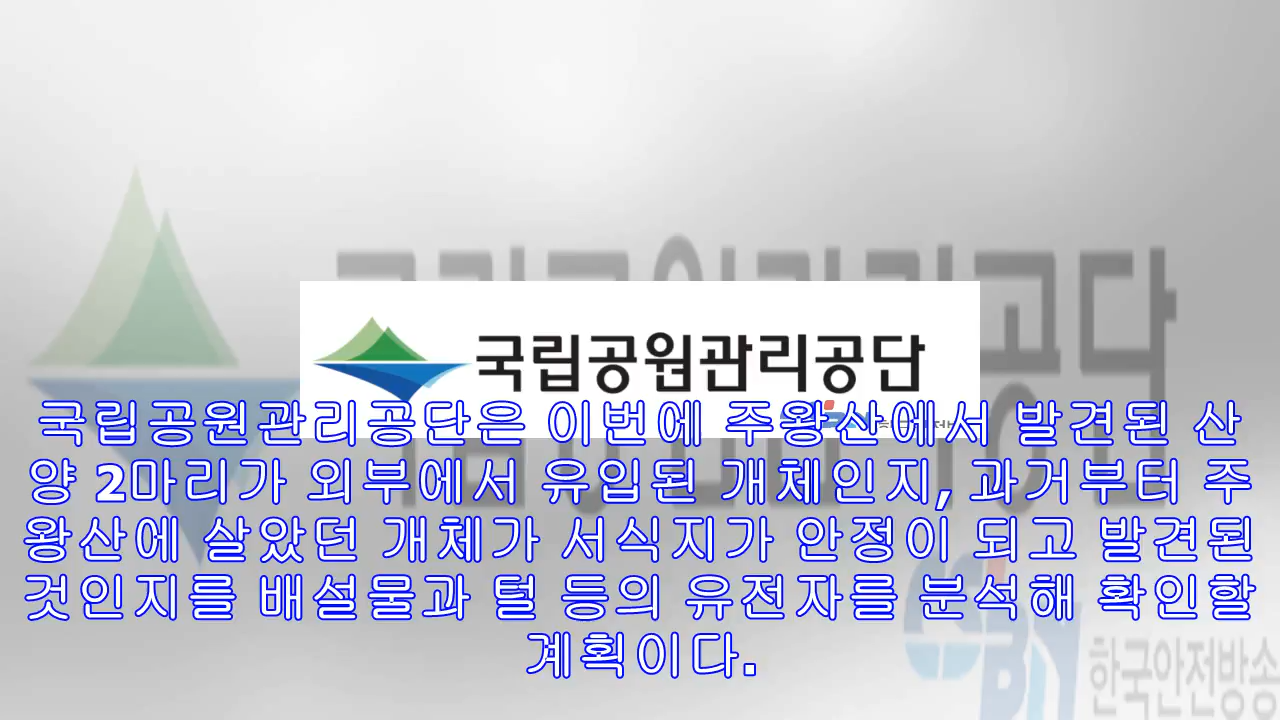 국립공원관리공단
국립공원관리공단은 이번에 주왕산에서 발견된 산
양 2마리가 외부에서 유입된 개체인지, 과거부터 주
왕산에 살았던 개체가 서식지가 안정이 되고 발견된
것인지를 배설물과 털 등의 유전자를 분석해 확인할
계획이다.
한국안전방송